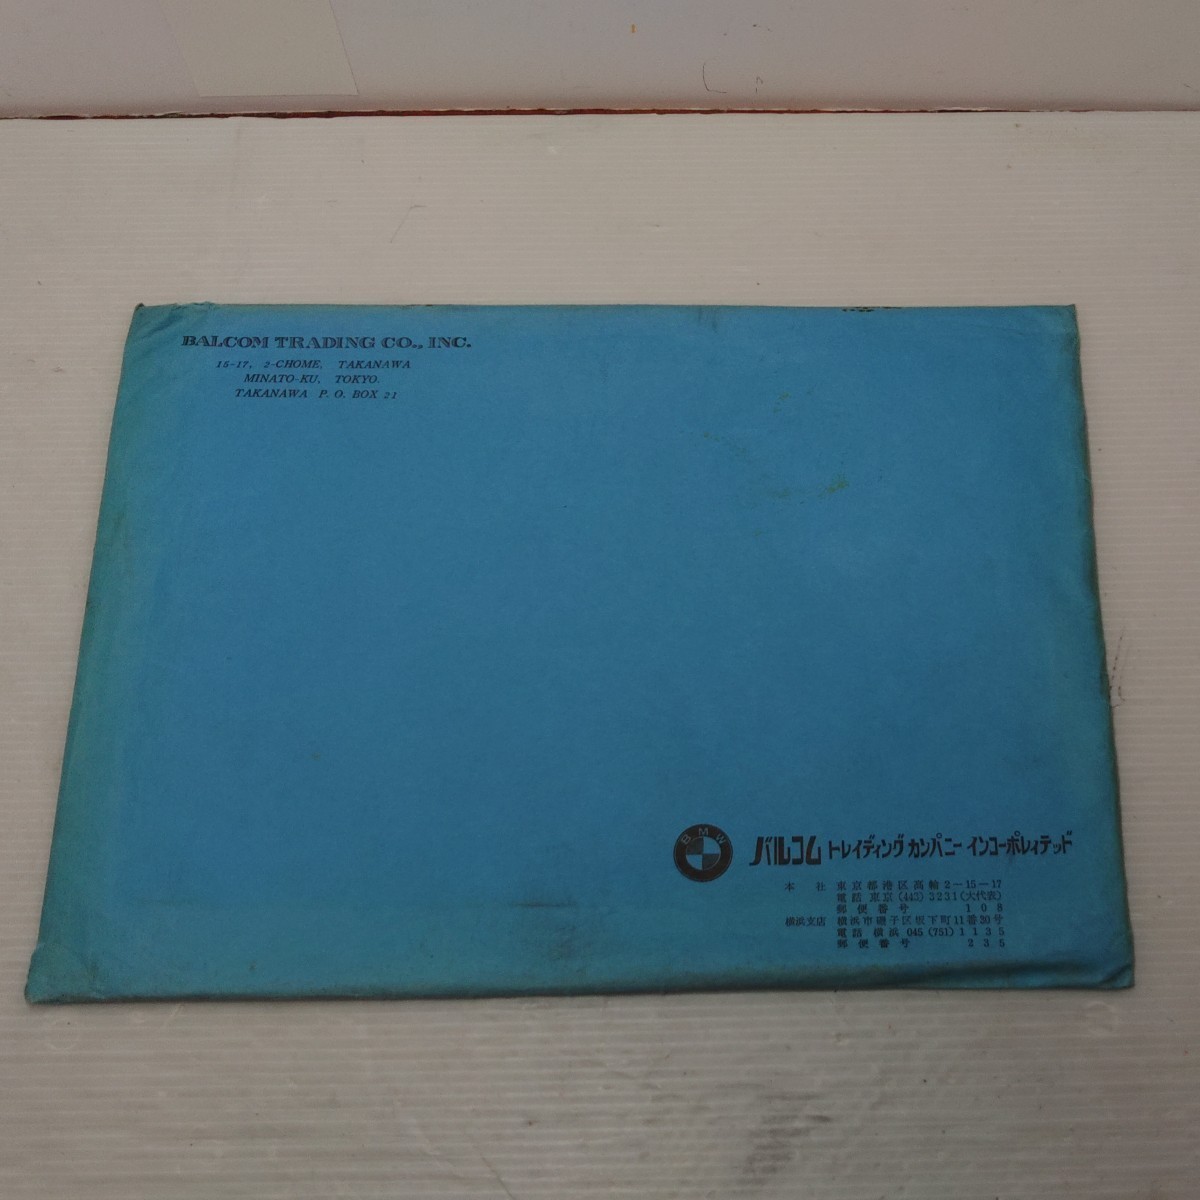 BALCOM TRADING CO., INC.
15-17, 2-CHOME, TAKANAWA
MINATO-KU, TOKYO.
TAKANAWA P. O. BOX 21
BMW
バルコム トレイディング カンパニー インコーポレィテッド
本社 東京都港区高輪2-15-17
電話 東京 (443) 3231 (大代表)
郵便番号 108
横浜支店 横浜市磯子区坂下町11番30号
電話 横浜 045 (751) 1135
郵便番号 235